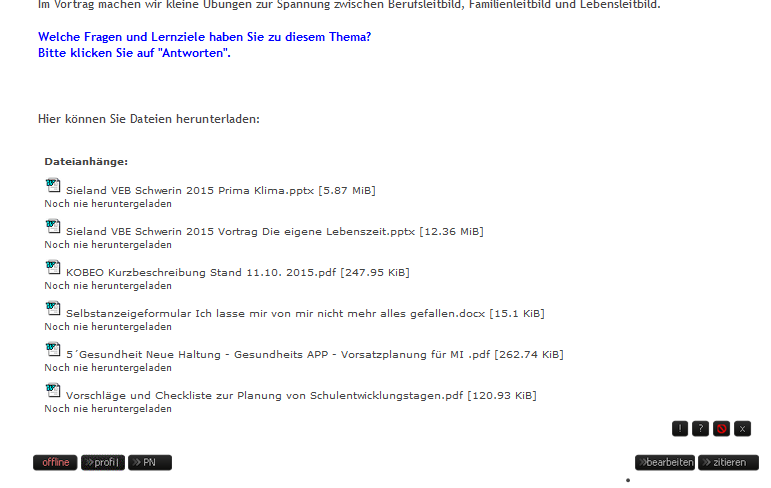 Im Vortrag machen wir kleine Übungen zur Spannung zwischen Berufsleitbild, Familienleitbild und Lebensleitbild.
Welche Fragen und Lernziele haben Sie zu diesem Thema?
Bitte klicken Sie auf "Antworten".
Hier können Sie Dateien herunterladen:
Dateianhänge:
Sieland VEB Schwerin 2015 Prima Klima.pptx [5.87 MiB]
Noch nie heruntergeladen
Sieland VBE Schwerin 2015 Vortrag Die eigene Lebenszeit.pptx [12.36 MiB]
Noch nie heruntergeladen
KOBEO Kurzbeschreibung Stand 11.10. 2015.pdf [247.95 KiB]
Noch nie heruntergeladen
Selbstanzeigeformular Ich lasse mir von mir nicht mehr alles gefallen.docx [15.1 KiB]
Noch nie heruntergeladen
5´Gesundheit Neue Haltung - Gesundheits APP - Vorsatzplanung für MI .pdf [262.74 KiB]
Noch nie heruntergeladen
Vorschläge und Checkliste zur Planung von Schulentwicklungstagen.pdf [120.93 KiB]
Noch nie heruntergeladen
! ? x
offline »profil » PN »bearbeiten » zitieren